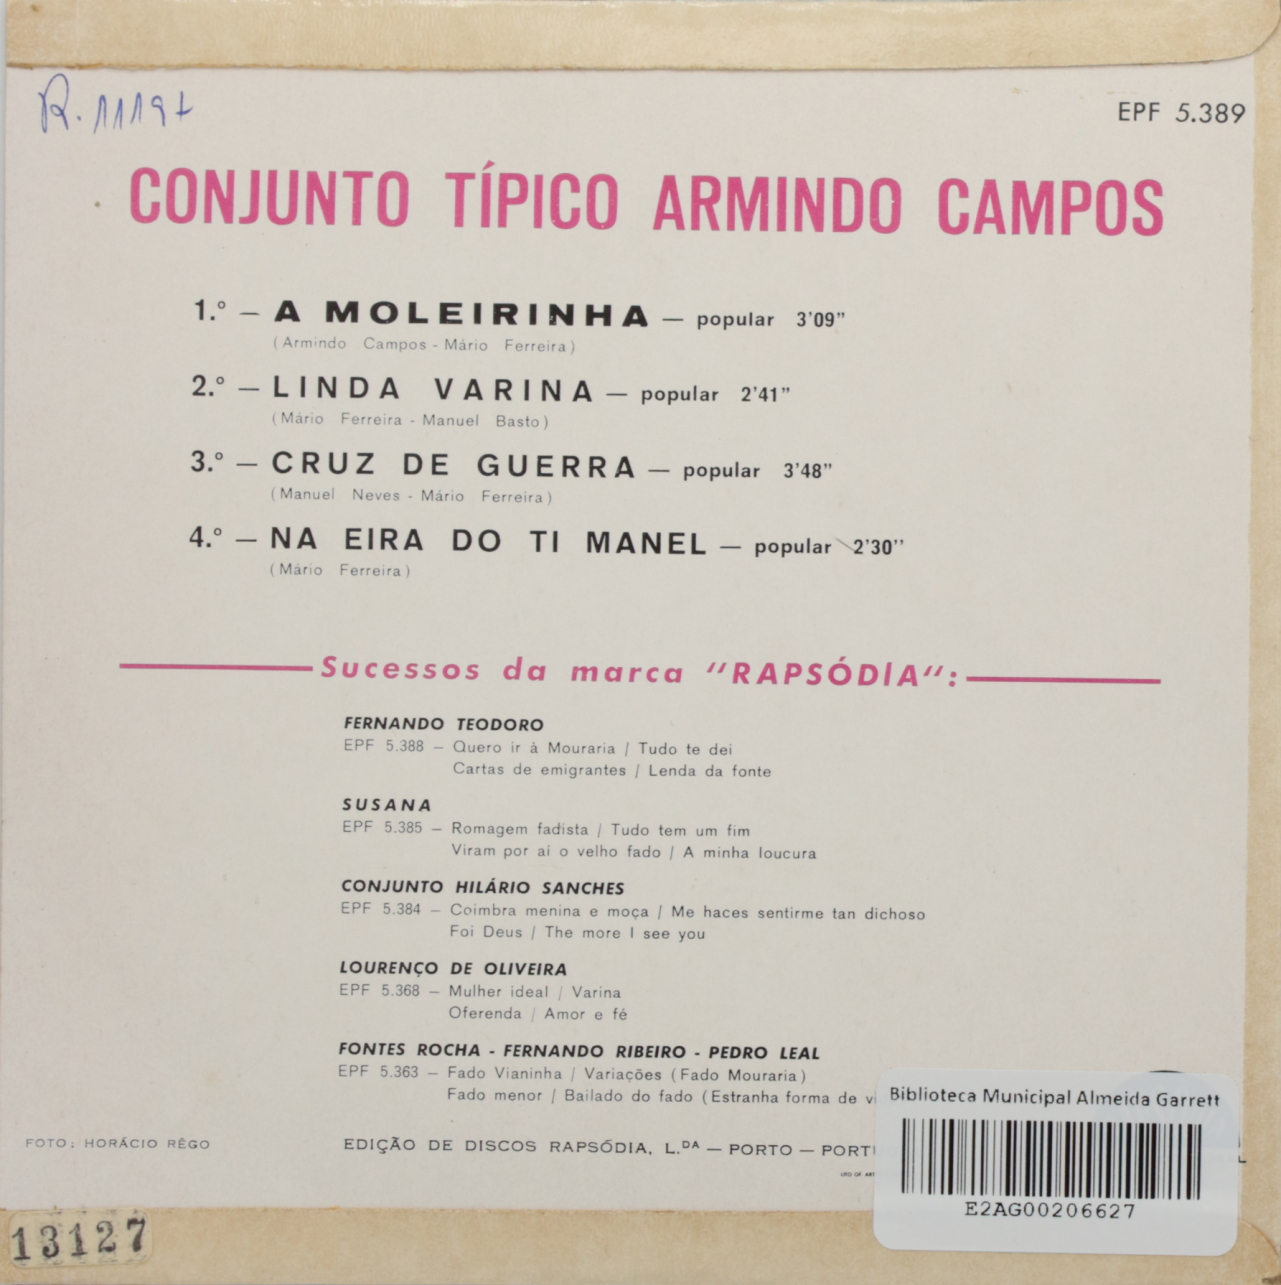 R. 11197
EPF 5.389
CONJUNTO TÍPICO ARMINDO CAMPOS
1.º — A MOLEIRINHA — popular 3'09"
(Armindo Campos - Mário Ferreira)
2.º — LINDA VARINA — popular 2'41"
(Mário Ferreira - Manuel Basto)
3.º — CRUZ DE GUERRA — popular 3'48"
(Manuel Neves - Mário Ferreira)
4.º — NA EIRA DO TI MANEL — popular 2'30''
(Mário Ferreira)
Sucessos da marca "RAPSÓDIA":
FERNANDO TEODORO
EPF 5.388 — Quero ir à Mouraria / Tudo te dei
Cartas de emigrantes / Lenda da fonte
SUSANA
EPF 5.385 — Romagem fadista / Tudo tem um fim
Viram por aí o velho fado / A minha loucura
CONJUNTO HILÁRIO SANCHES
EPF 5.384 — Coimbra menina e moça / Me haces sentirme tan dichoso
Foi Deus / The more I see you
LOURENÇO DE OLIVEIRA
EPF 5.368 — Mulher ideal / Varina
Oferenda / Amor e fé
FONTES ROCHA - FERNANDO RIBEIRO - PEDRO LEAL
EPF 5.363 — Fado Vianinha / Variações (Fado Mouraria)
Fado menor / Bailado do fado (Estranha forma de v
Biblioteca Municipal Almeida Garrett
FOTO: HORÁCIO RÊGO
EDIÇÃO DE DISCOS RAPSÓDIA, L.DA — PORTO — PORT
E2AG00206627
13127